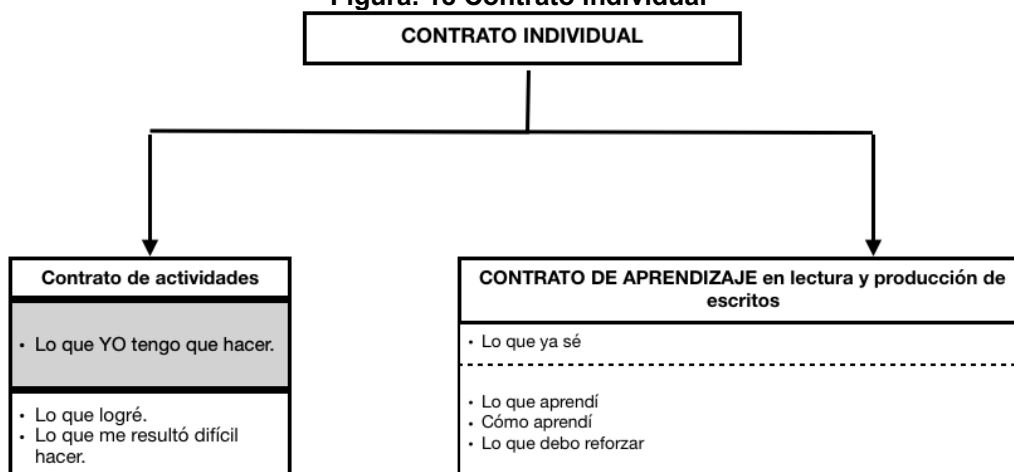 Figura. 18 Contrato individual
CONTRATO INDIVIDUAL
Contrato de actividades
• Lo que YO tengo que hacer.
• Lo que logré.
• Lo que me resultó difícil
hacer.
CONTRATO DE APRENDIZAJE en lectura y producción de
escritos
• Lo que ya sé
• Lo que aprendí
• Cómo aprendí
• Lo que debo reforzar